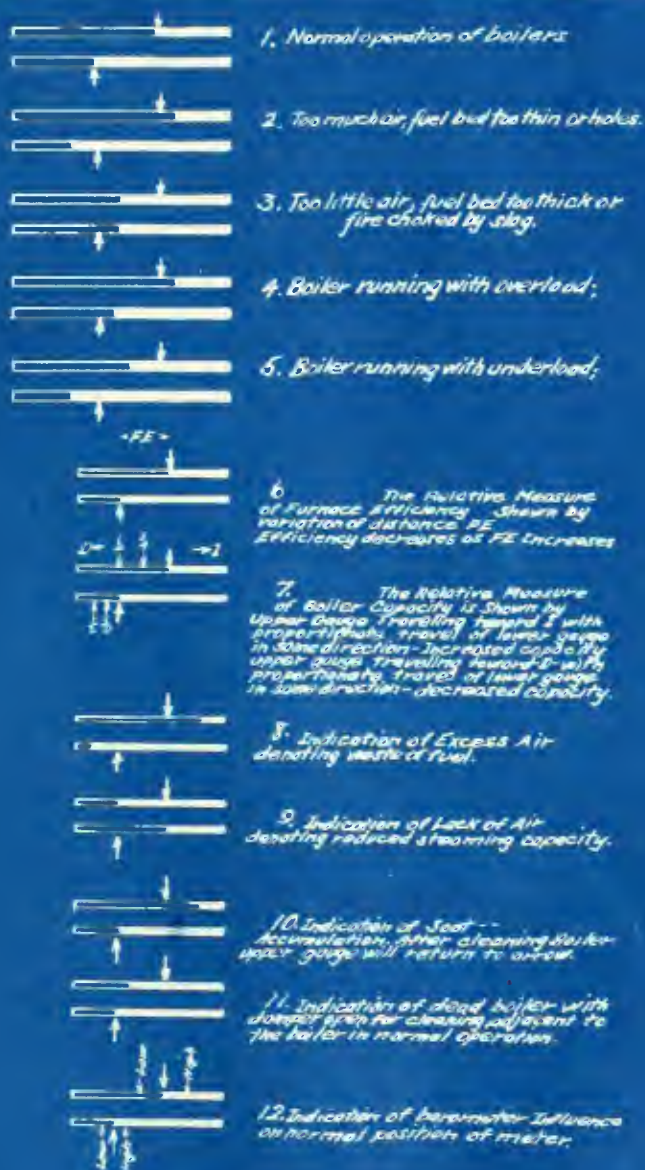 1. Normal operation of boilers
2. Too much air, fuel bed too thin or holes.
3. Too little air, fuel bed too thick or
fire choked by slag.
4. Boiler running with overload;
5. Boiler running with underload;
-FE-
6 The Relative Measure
of Furnace Efficiency Shown by
variation of distance FE
Efficiency decreases as FE Increases
D I
7. The Relative Measure
of Boiler Capacity is Shown by
Upper Gauge Travelling toward I with
proportionate travel of lower gauge
in same direction-Increased capacity
upper gauge travelling toward-D-with
proportionate travel of lower gauge
in same direction-decreased capacity.
8. Indication of Excess Air
denoting waste of fuel.
9. Indication of Lack of Air
denoting reduced steaming capacity.
10. Indication of Soot --
Accumulation. After cleaning Boiler
upper gauge will return to arrow.
11. Indication of dead boiler with
damper open for cleaning adjacent to
the boiler in normal operation.
12. Indication of barometer Influence
on normal position of meter.